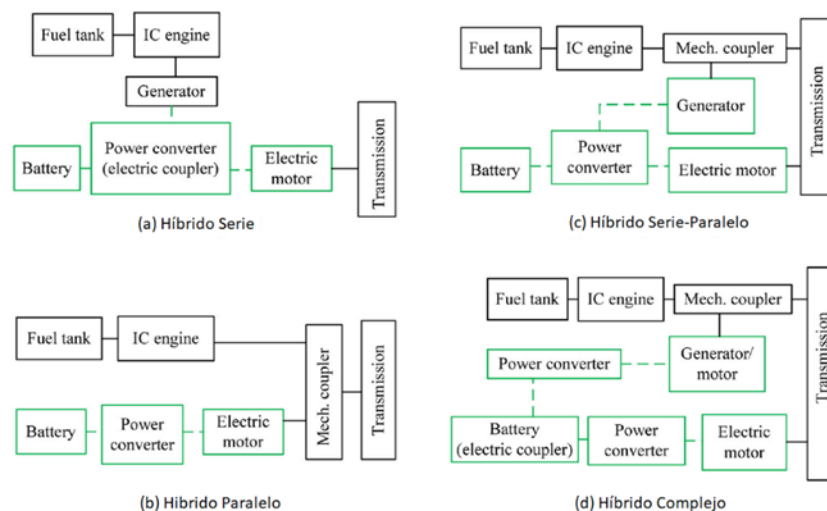 Fuel tank
IC engine
Generator
Battery
Power converter
(electric coupler)
Electric
motor
Transmission
(a) Híbrido Serie
Fuel tank
IC engine
Mech. coupler
Generator
Battery
Power
converter
Electric motor
Transmission
(c) Híbrido Serie-Paralelo
Fuel tank
IC engine
Battery
Power
converter
Electric
motor
Mech. coupler
Transmission
(b) Hibrido Paralelo
Fuel tank
IC engine
Mech. coupler
Power converter
Generator/
motor
Battery
(electric coupler)
Power
converter
Electric
motor
Transmission
(d) Híbrido Complejo